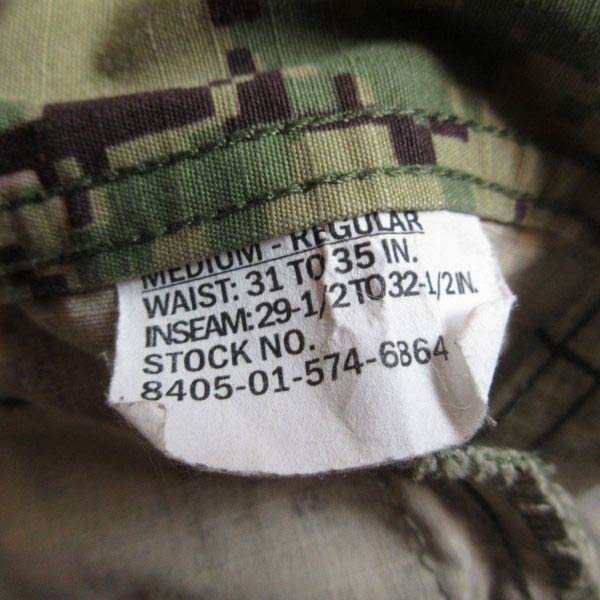 MEDIUM - REGULAR
WAIST: 31 TO 35 IN.
INSEAM: 29-1/2 TO 32-1/2 IN.
STOCK NO.
8405-01-574-6864